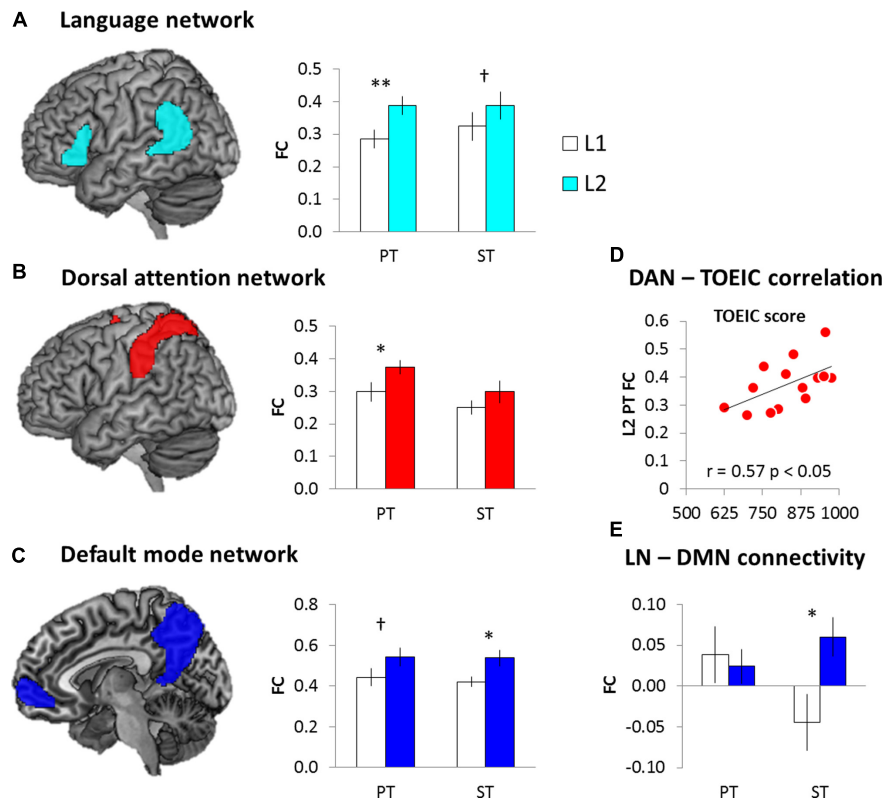 A Language network
0.5
0.4
0.3
0.2
0.1
0.0
FC
**
†
PT ST
L1
L2
B Dorsal attention network
0.5
0.4
0.3
0.2
0.1
0.0
FC
*
PT ST
C Default mode network
0.8
0.6
0.4
0.2
0.0
FC
†
*
PT ST
D
DAN – TOEIC correlation
TOEIC score
0.6
0.5
0.4
0.3
0.2
0.1
0
L2 PT FC
r = 0.57 p < 0.05
500 625 750 875 1000
E
LN – DMN connectivity
0.10
0.05
0.00
-0.05
-0.10
FC
*
PT ST